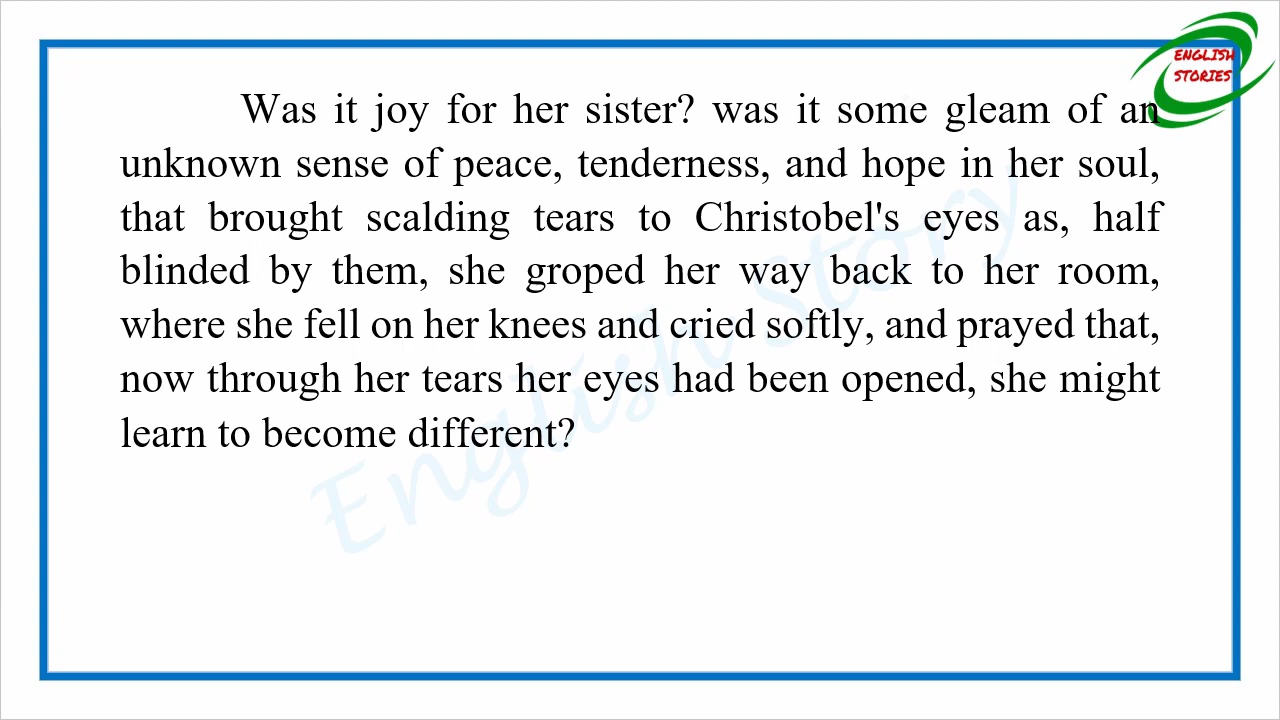 ENGLISH
STORIES
Was it joy for her sister? was it some gleam of an
unknown sense of peace, tenderness, and hope in her soul,
that brought scalding tears to Christobel's eyes as, half
blinded by them, she groped her way back to her room,
where she fell on her knees and cried softly, and prayed that,
now through her tears her eyes had been opened, she might
learn to become different?
English Story